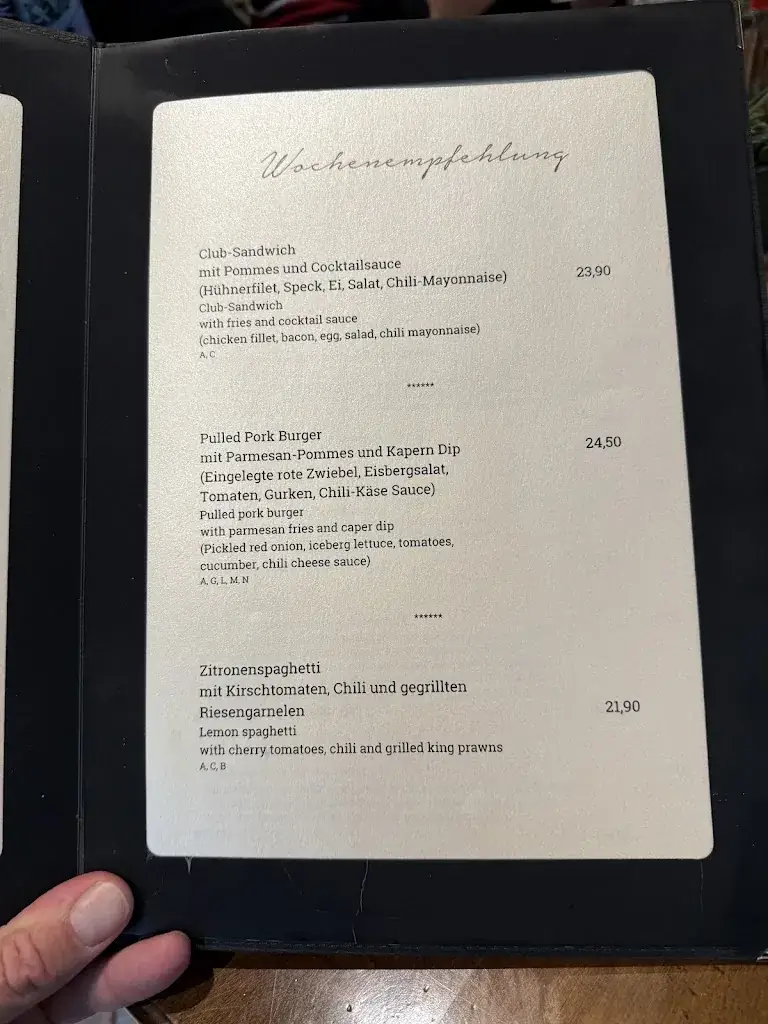 Wochenempfehlung
Club-Sandwich
mit Pommes und Cocktailsauce
(Hühnerfilet, Speck, Ei, Salat, Chili-Mayonnaise) 23,90
Club-Sandwich
with fries and cocktail sauce
(chicken fillet, bacon, egg, salad, chili mayonnaise)
A, C
******
Pulled Pork Burger
mit Parmesan-Pommes und Kapern Dip 24,50
(Eingelegte rote Zwiebel, Eisbergsalat,
Tomaten, Gurken, Chili-Käse Sauce)
Pulled pork burger
with parmesan fries and caper dip
(Pickled red onion, iceberg lettuce, tomatoes,
cucumber, chili cheese sauce)
A, G, L, M, N
******
Zitronenspaghetti
mit Kirschtomaten, Chili und gegrillten
Riesengarnelen 21,90
Lemon spaghetti
with cherry tomatoes, chili and grilled king prawns
A, C, B